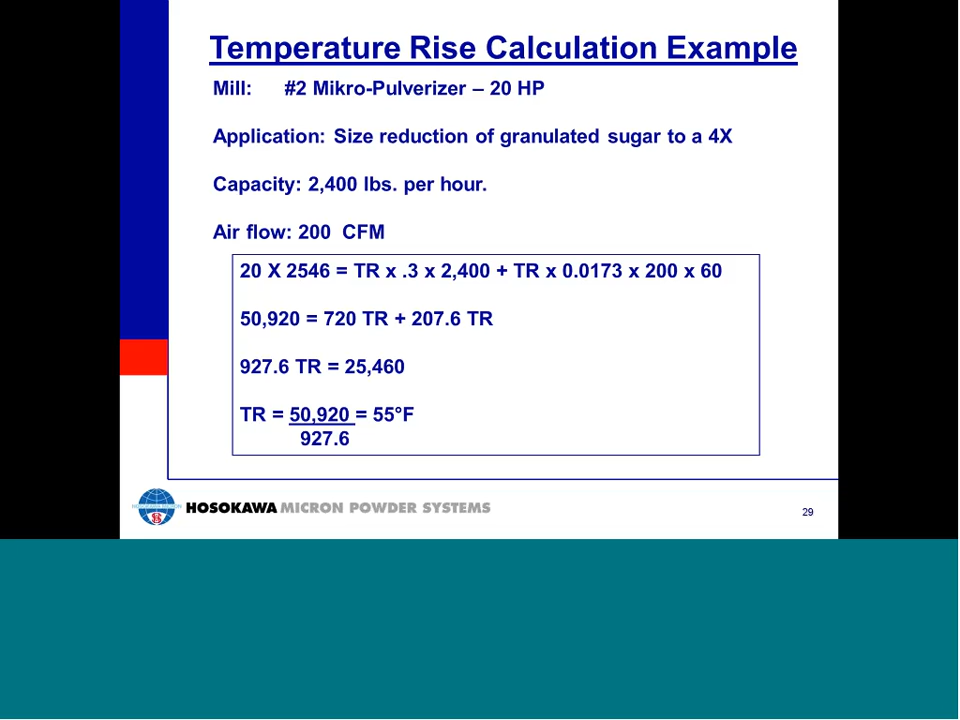 Temperature Rise Calculation Example
Mill: #2 Mikro-Pulverizer – 20 HP
Application: Size reduction of granulated sugar to a 4X
Capacity: 2,400 lbs. per hour.
Air flow: 200 CFM
20 X 2546 = TR x .3 x 2,400 + TR x 0.0173 x 200 x 60
50,920 = 720 TR + 207.6 TR
927.6 TR = 25,460
TR = 50,920 = 55°F
927.6
HOSOKAWA MICRON POWDER SYSTEMS
29